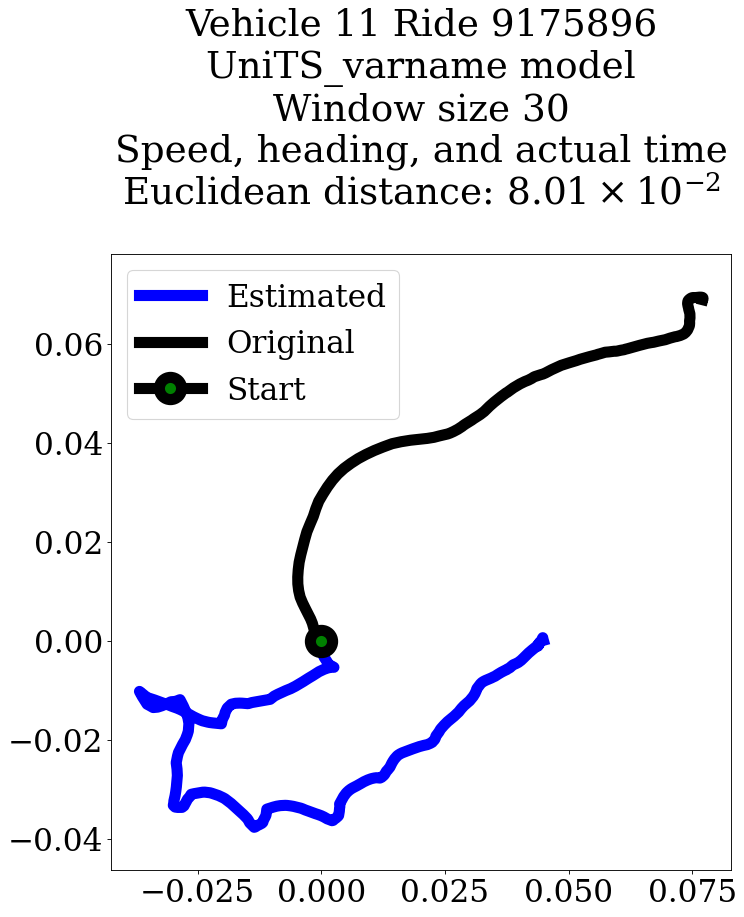 Vehicle 11 Ride 9175896
UniTS_varname model
Window size 30
Speed, heading, and actual time
Euclidean distance: 8.01 × 10⁻²
Estimated
Original
Start
0.06
0.04
0.02
0.00
−0.02
−0.04
−0.025 0.000 0.025 0.050 0.075